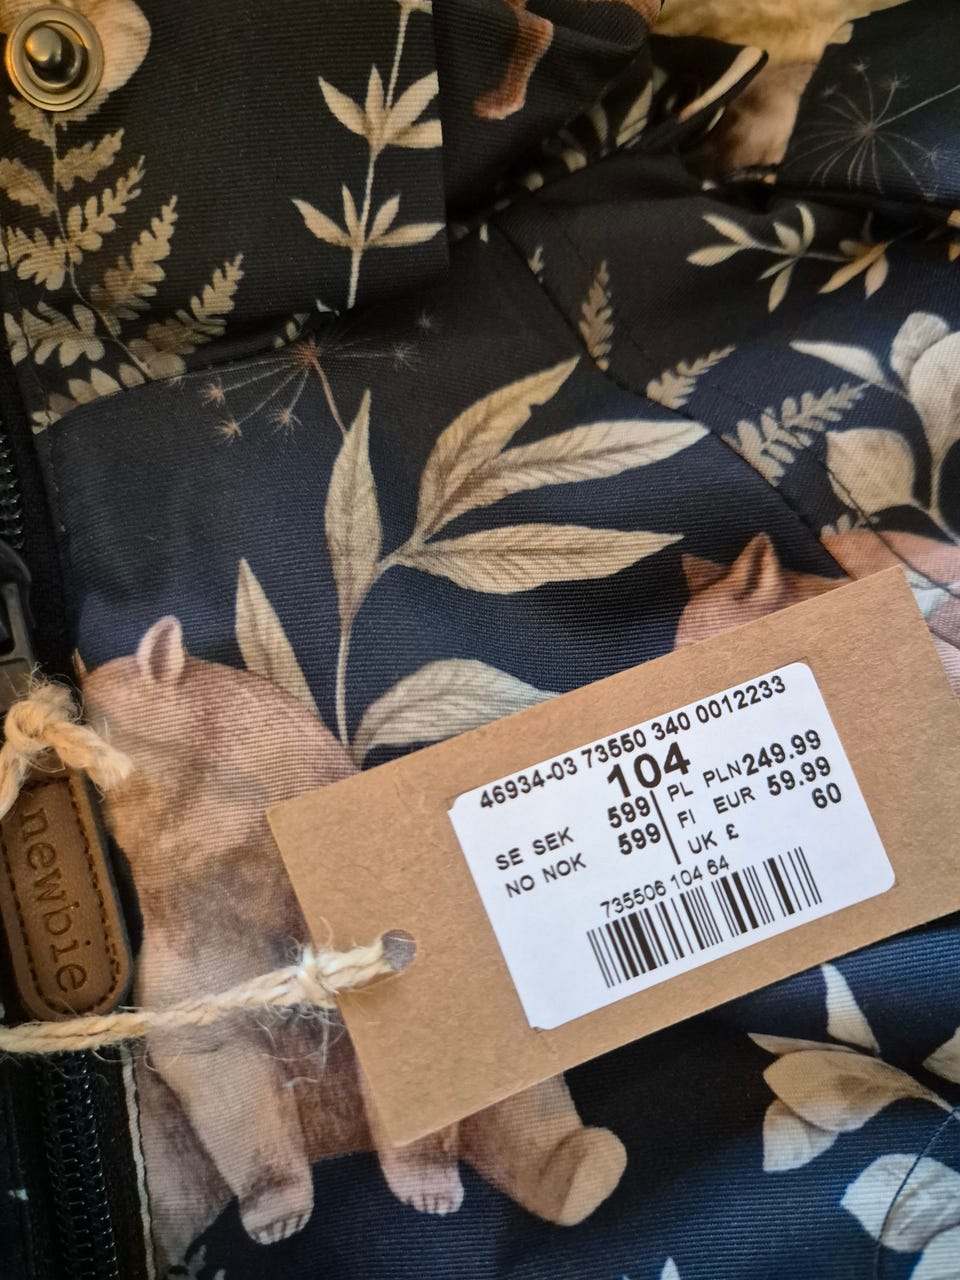 46934-03 73550 340 0012233
104
SE SEK 599 PL PLN 249.99
NO NOK 599 FI EUR 59.99
UK £ 60
735506 104 64
newbie